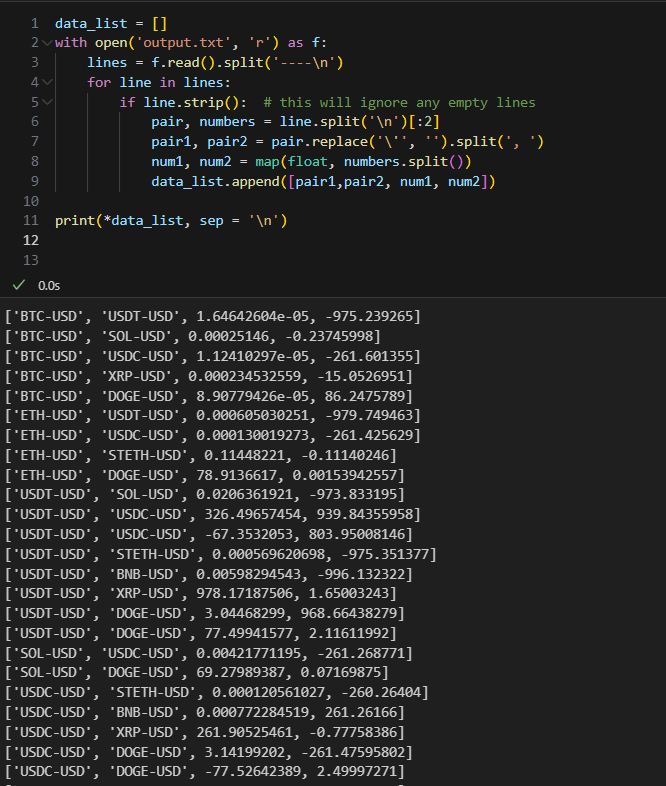 1 data_list = []
2 with open('output.txt', 'r') as f:
3 lines = f.read().split('----\n')
4 for line in lines:
5 if line.strip():  # this will ignore any empty lines
6 pair, numbers = line.split('\n')[:2]
7 pair1, pair2 = pair.replace('\'', '').split(', ')
8 num1, num2 = map(float, numbers.split())
9 data_list.append([pair1,pair2, num1, num2])
10
11 print(*data_list, sep = '\n')
12
13
0.0s
['BTC-USD', 'USDT-USD', 1.64642604e-05, -975.239265]
['BTC-USD', 'SOL-USD', 0.00025146, -0.23745998]
['BTC-USD', 'USDC-USD', 1.12410297e-05, -261.601355]
['BTC-USD', 'XRP-USD', 0.000234532559, -15.0526951]
['BTC-USD', 'DOGE-USD', 8.90779426e-05, 86.2475789]
['ETH-USD', 'USDT-USD', 0.000605030251, -979.749463]
['ETH-USD', 'USDC-USD', 0.000130019273, -261.425629]
['ETH-USD', 'STETH-USD', 0.11448221, -0.11140246]
['ETH-USD', 'DOGE-USD', 78.9136617, 0.00153942557]
['USDT-USD', 'SOL-USD', 0.0206361921, -973.833195]
['USDT-USD', 'USDC-USD', 326.49657454, 939.84355958]
['USDT-USD', 'USDC-USD', -67.3532053, 803.95008146]
['USDT-USD', 'STETH-USD', 0.000569620698, -975.351377]
['USDT-USD', 'BNB-USD', 0.00598294543, -996.132322]
['USDT-USD', 'XRP-USD', 978.17187506, 1.65003243]
['USDT-USD', 'DOGE-USD', 3.04468299, 968.66438279]
['USDT-USD', 'DOGE-USD', 77.49941577, 2.11611992]
['SOL-USD', 'USDC-USD', 0.00421771195, -261.268771]
['SOL-USD', 'DOGE-USD', 69.27989387, 0.07169875]
['USDC-USD', 'STETH-USD', 0.000120561027, -260.26404]
['USDC-USD', 'BNB-USD', 0.000772284519, 261.26166]
['USDC-USD', 'XRP-USD', 261.90525461, -0.77758386]
['USDC-USD', 'DOGE-USD', 3.14199202, -261.47595802]
['USDC-USD', 'DOGE-USD', -77.52642389, 2.49997271]